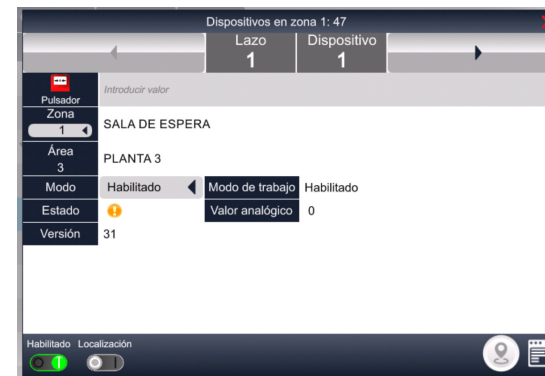 Dispositivos en zona 1: 47
Lazo
1
Dispositivo
1
Pulsador
Introducir valor
Zona
1
SALA DE ESPERA
Área
3
PLANTA 3
Modo
Habilitado
Modo de trabajo
Habilitado
Estado
Valor analógico
0
Versión
31
Habilitado
Localización